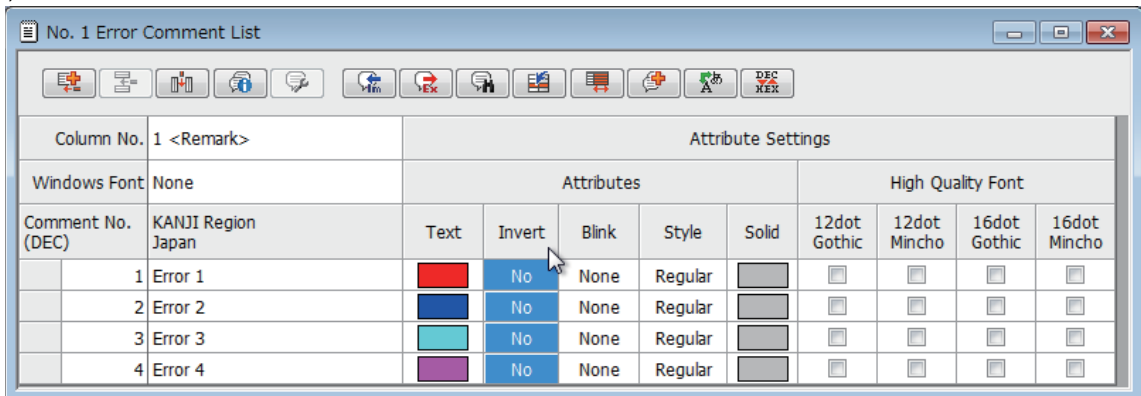 No. 1 Error Comment List
Im Ex A あ DEC HEX
Column No. 1 <Remark> Attribute Settings
Windows Font None Attributes High Quality Font
Comment No. (DEC) KANJI Region Japan Text Invert Blink Style Solid 12dot Gothic 12dot Mincho 16dot Gothic 16dot Mincho
1 Error 1 No None Regular
2 Error 2 No None Regular
3 Error 3 No None Regular
4 Error 4 No None Regular